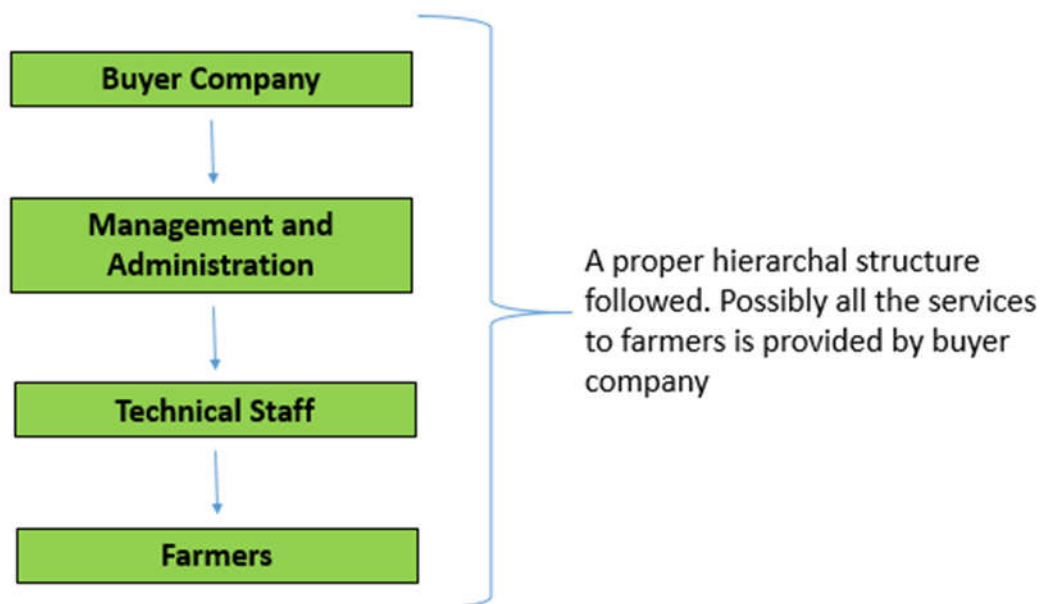 Buyer Company
Management and
Administration
Technical Staff
Farmers
A proper hierarchal structure
followed. Possibly all the services
to farmers is provided by buyer
company